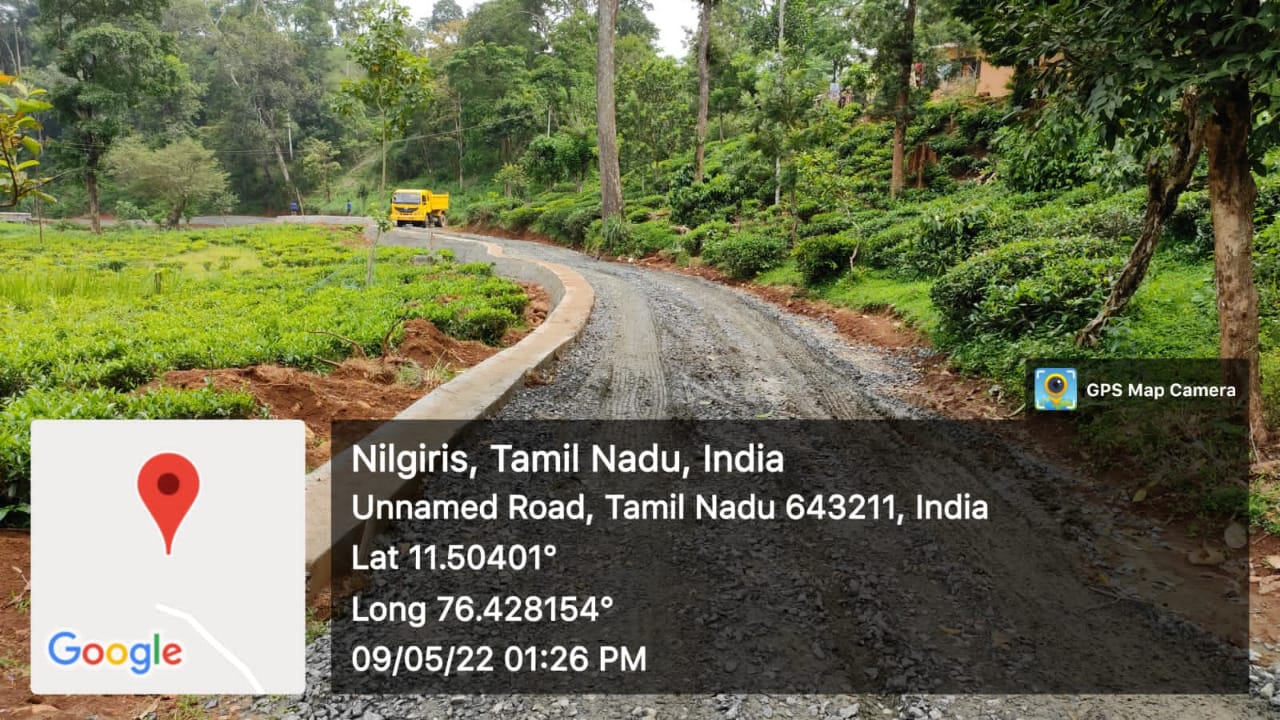 GPS Map Camera
Nilgiris, Tamil Nadu, India
Unnamed Road, Tamil Nadu 643211, India
Lat 11.50401°
Long 76.428154°
09/05/22 01:26 PM
Google